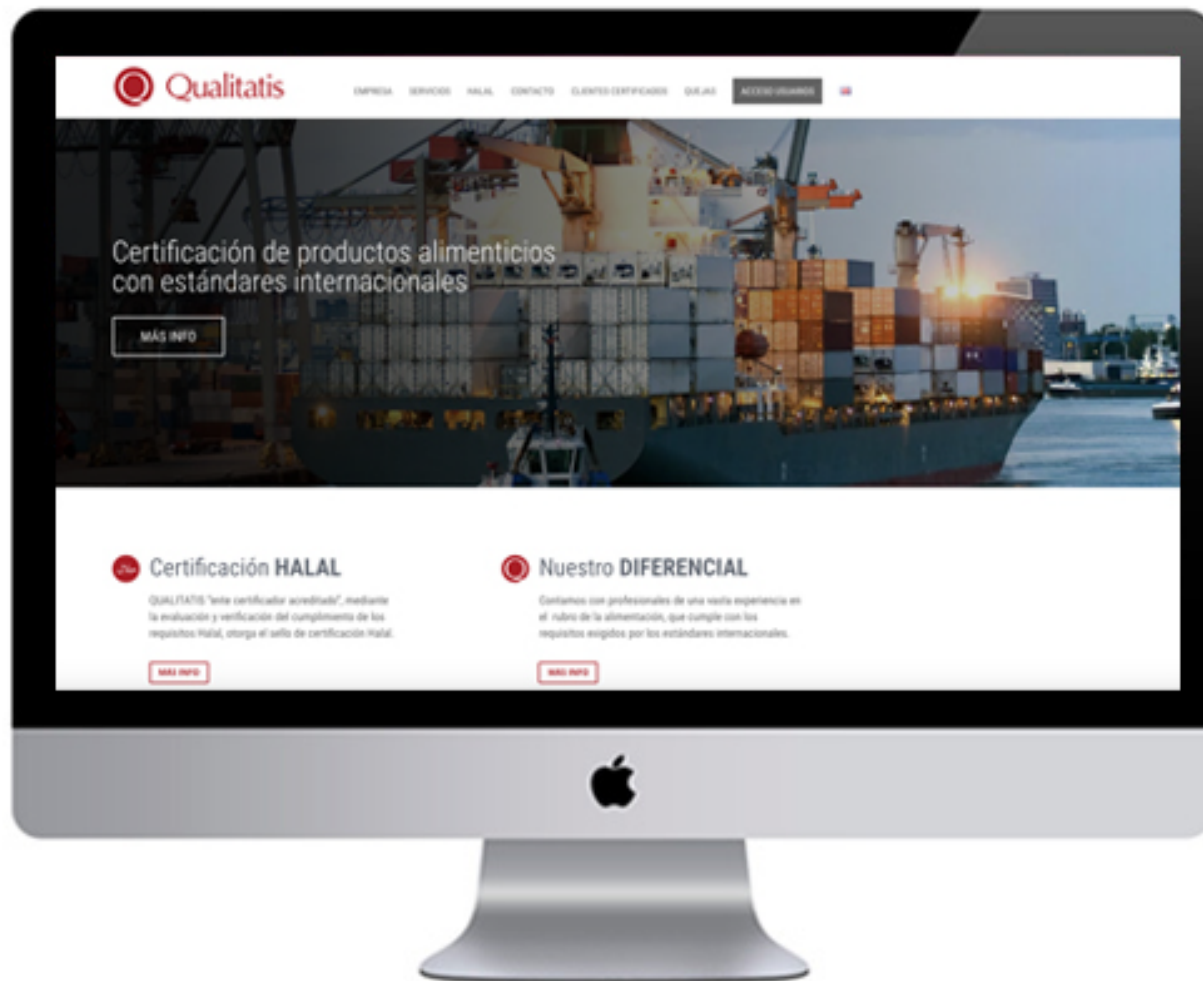 Qualitatis
EMPRESA SERVICIOS HALAL CONTACTO CLIENTES CERTIFICADOS QUEJAS ACCESO USUARIOS
Certificación de productos alimenticios
con estándares internacionales
MÁS INFO
Certificación HALAL
QUALITATIS "ente certificador acreditado", mediante
la evaluación y verificación del cumplimiento de los
requisitos Halal, otorga el sello de certificación Halal.
MÁS INFO
Nuestro DIFERENCIAL
Contamos con profesionales de una vasta experiencia en
el rubro de la alimentación, que cumple con los
requisitos exigidos por los estándares internacionales.
MÁS INFO